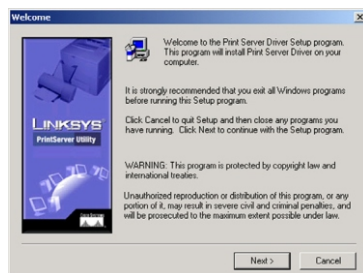 Welcome
Welcome to the Print Server Driver Setup program.
This program will install Print Server Driver on your
computer.
It is strongly recommended that you exit all Windows programs
before running this Setup program.
Click Cancel to quit Setup and then close any programs you
have running. Click Next to continue with the Setup program.
LINKSYS
PrintServer Utility
WARNING: This program is protected by copyright law and
international treaties.
Unauthorized reproduction or distribution of this program, or any
portion of it, may result in severe civil and criminal penalties, and
will be prosecuted to the maximum extent possible under law.
Next >
Cancel